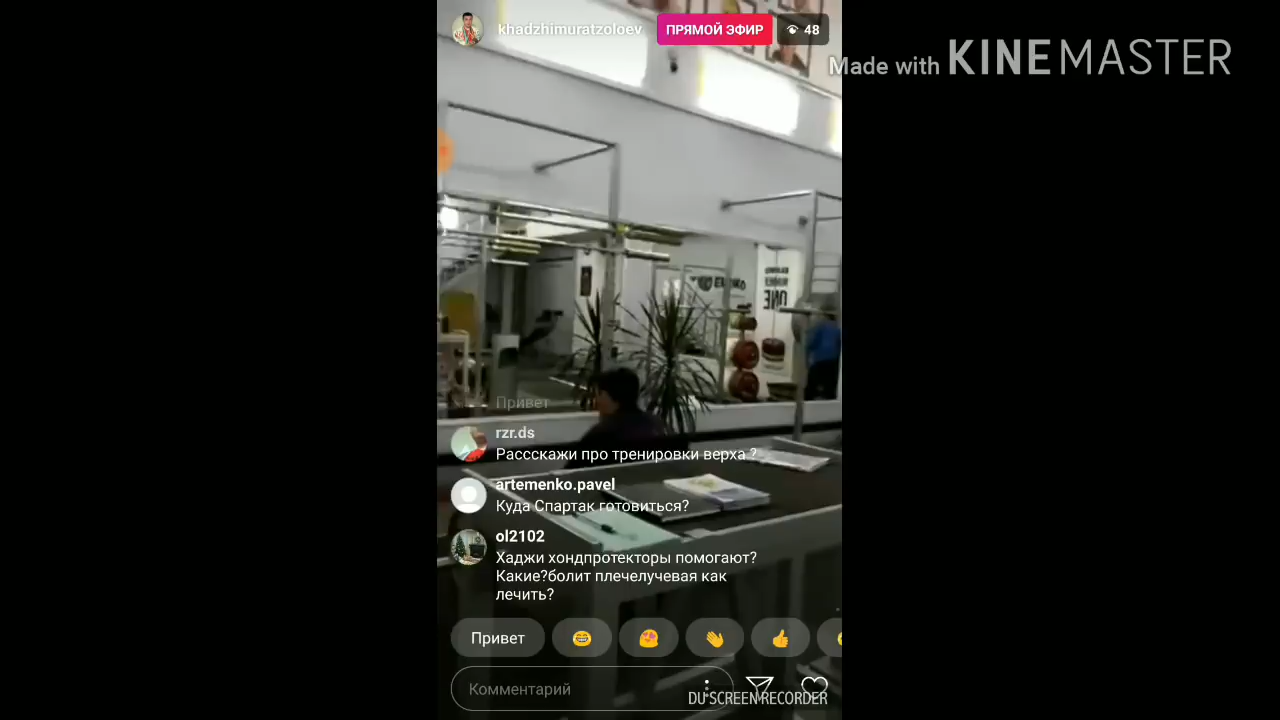 khadzhimuratzoloev ПРЯМОЙ ЭФИР 48
Made with KINEMASTER
Привет
rzr.ds
Рассскажи про тренировки верха ?
artemenko.pavel
Куда Спартак готовиться?
ol2102
Хаджи хондпротекторы помогают?
Какие?болит плечелучевая как
лечить?
Привет
Комментарий
DU SCREEN RECORDER